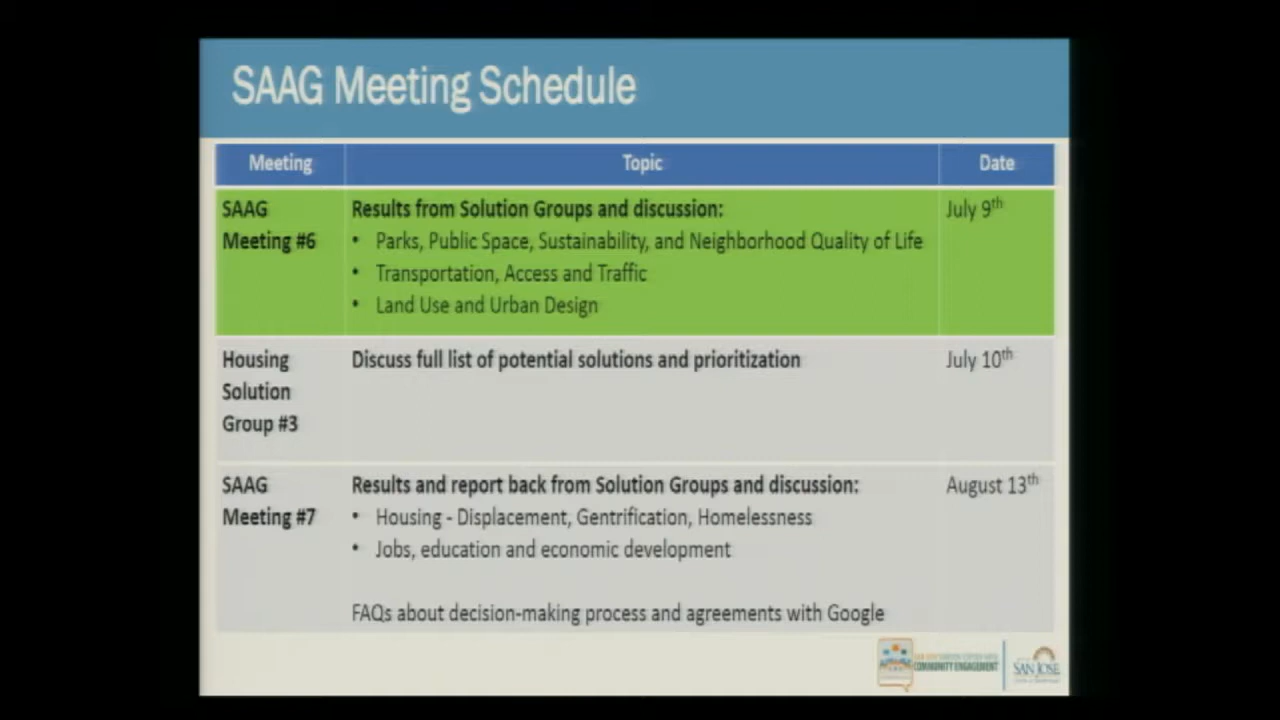 SAAG Meeting Schedule
Meeting Topic Date
SAAG Results from Solution Groups and discussion: July 9th
Meeting #6 • Parks, Public Space, Sustainability, and Neighborhood Quality of Life
• Transportation, Access and Traffic
• Land Use and Urban Design
Housing Discuss full list of potential solutions and prioritization July 10th
Solution
Group #3
SAAG Results and report back from Solution Groups and discussion: August 13th
Meeting #7 • Housing - Displacement, Gentrification, Homelessness
• Jobs, education and economic development
FAQs about decision-making process and agreements with Google
COMMUNITY ENGAGEMENT
SAN JOSE